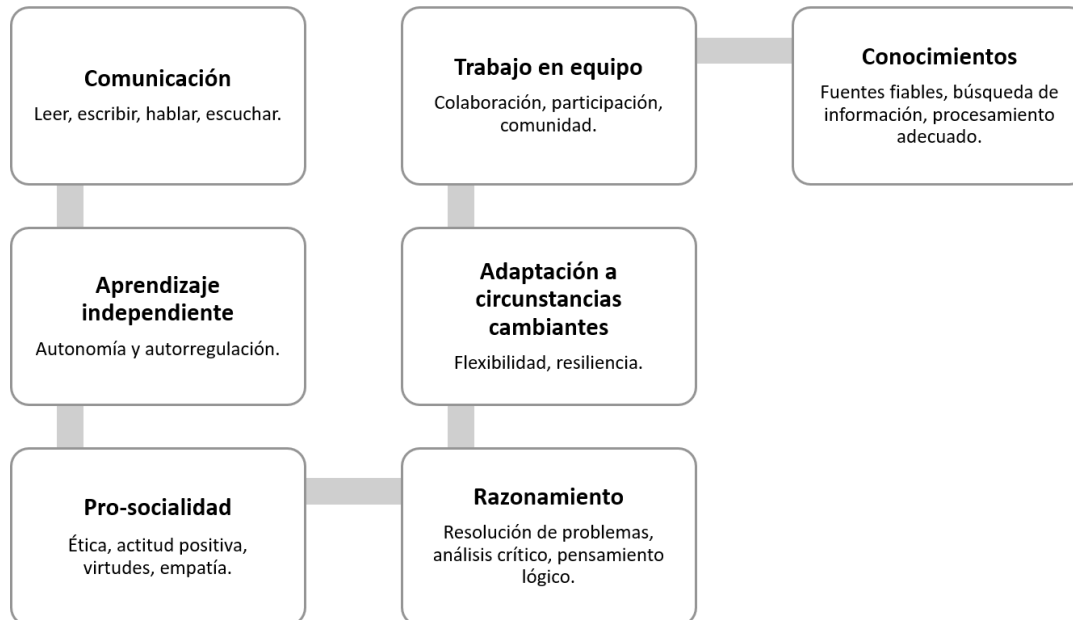 Comunicación
Leer, escribir, hablar, escuchar.
Aprendizaje
independiente
Autonomía y autorregulación.
Pro-socialidad
Ética, actitud positiva,
virtudes, empatía.
Razonamiento
Resolución de problemas,
análisis crítico, pensamiento
lógico.
Adaptación a
circunstancias
cambiantes
Flexibilidad, resiliencia.
Trabajo en equipo
Colaboración, participación,
comunidad.
Conocimientos
Fuentes fiables, búsqueda de
información, procesamiento
adecuado.